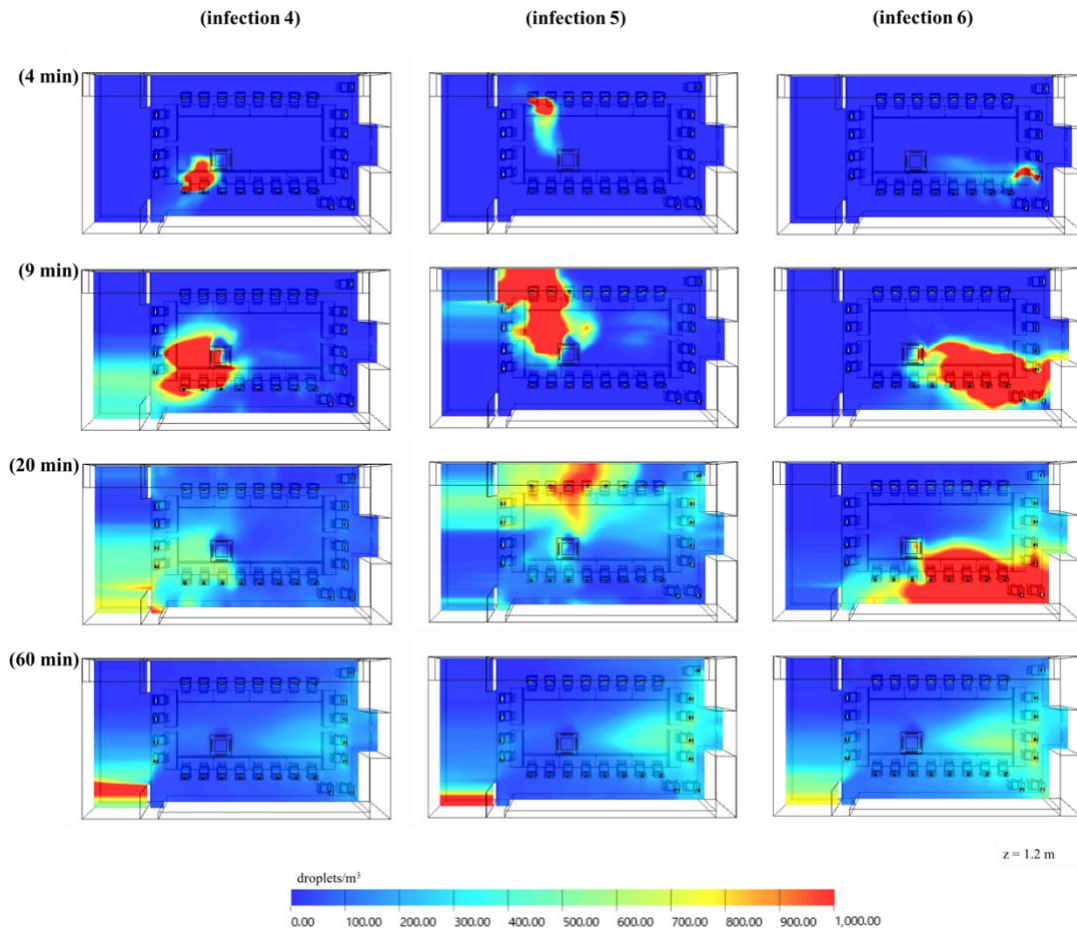 (infection 4) (infection 5) (infection 6)
(4 min)
(9 min)
(20 min)
(60 min)
z = 1.2 m
droplets/m³
0.00 100.00 200.00 300.00 400.00 500.00 600.00 700.00 800.00 900.00 1,000.00